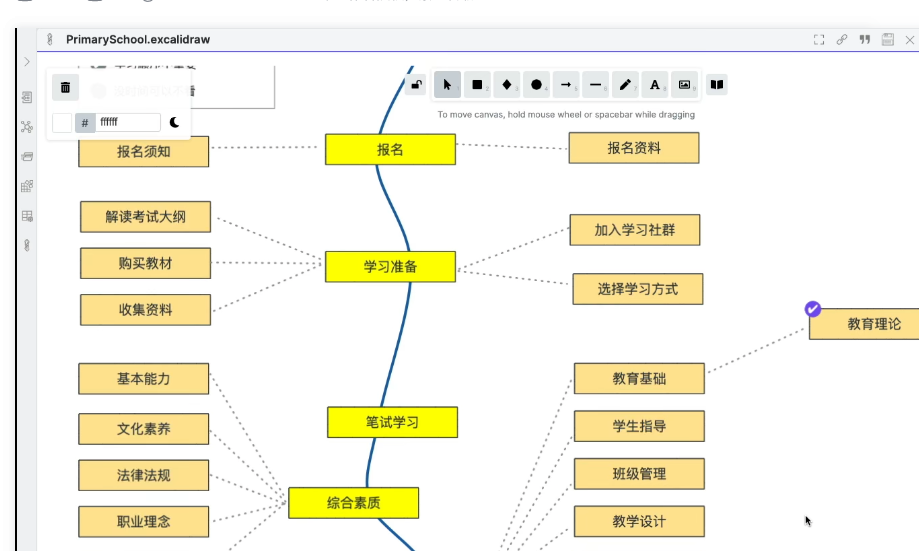 PrimarySchool.excalidraw
# ffffff
A
To move canvas, hold mouse wheel or spacebar while dragging
报名须知
报名
报名资料
解读考试大纲
加入学习社群
购买教材
学习准备
选择学习方式
收集资料
教育理论
基本能力
教育基础
文化素养
笔试学习
学生指导
法律法规
班级管理
综合素质
职业理念
教学设计